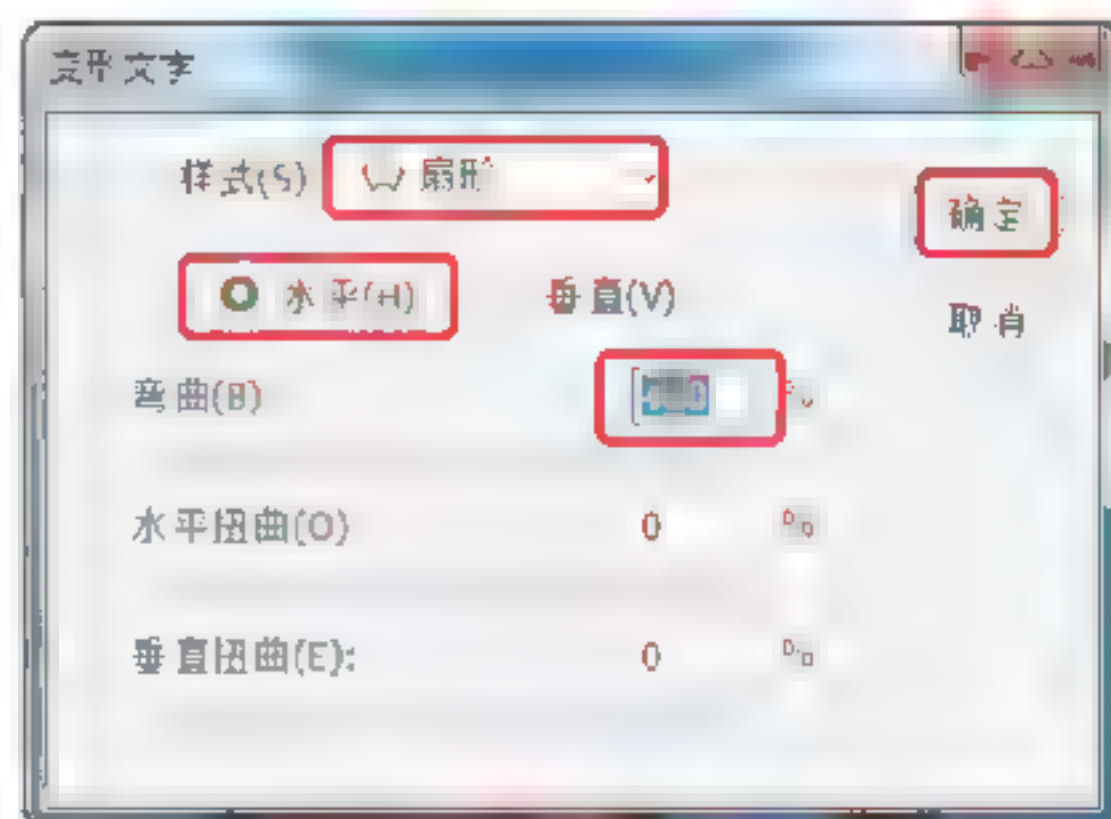 变形文字
样式(S) 扇形
确定
水平(H) 垂直(V)
取消
弯曲(B) %
水平扭曲(O) 0 %
垂直扭曲(E): 0 %